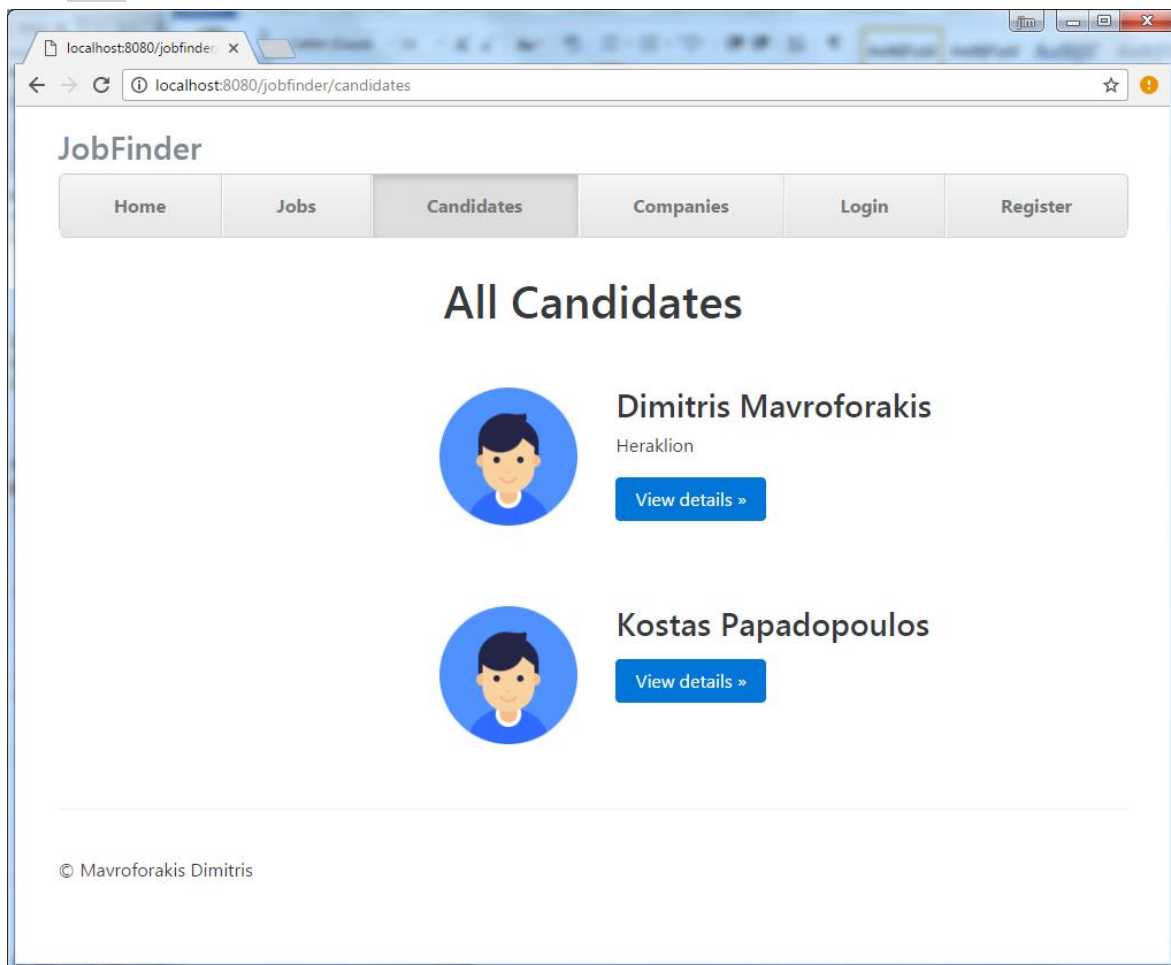 jim
localhost:8080/jobfinder/
localhost:8080/jobfinder/candidates
JobFinder
Home Jobs Candidates Companies Login Register
All Candidates
Dimitris Mavroforakis
Heraklion
View details »
Kostas Papadopoulos
View details »
© Mavroforakis Dimitris